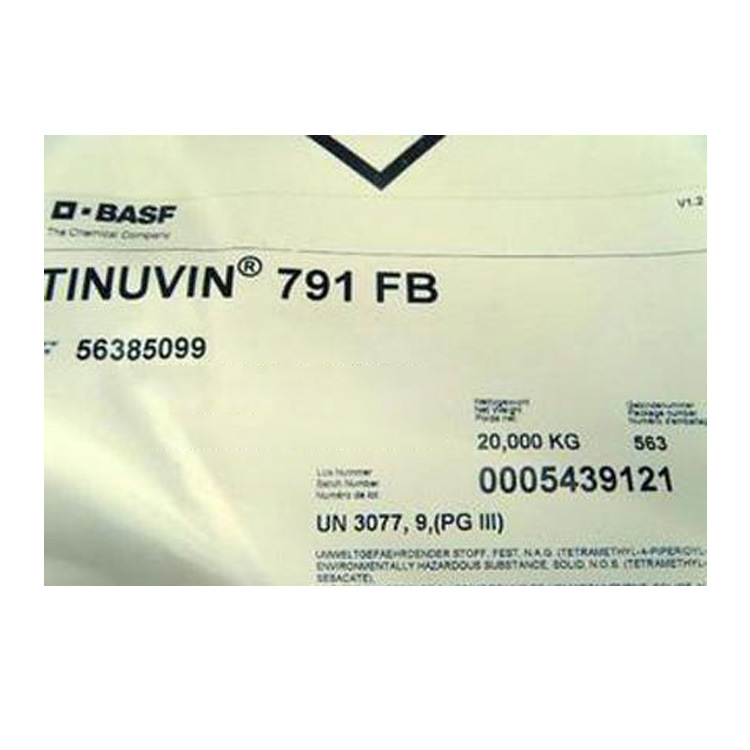 BASF
The Chemical Company
V1.2
TINUVIN® 791 FB
56385099
Nettogewicht
Net Weight
Poids net
Gebindenummer
Package number
Numéro d'emballag
20,000 KG
563
Los Nummer
Batch Number
Numéro de lot
0005439121
UN 3077, 9,(PG III)
UMWELTGEFAEHRDENDER STOFF, FEST, N.A.G. (TETRAMETHYL-4-PIPERIDYL-
ENVIRONMENTALLY HAZARDOUS SUBSTANCE, SOLID, N.O.S. (TETRAMETHYL-
SEBACATE),